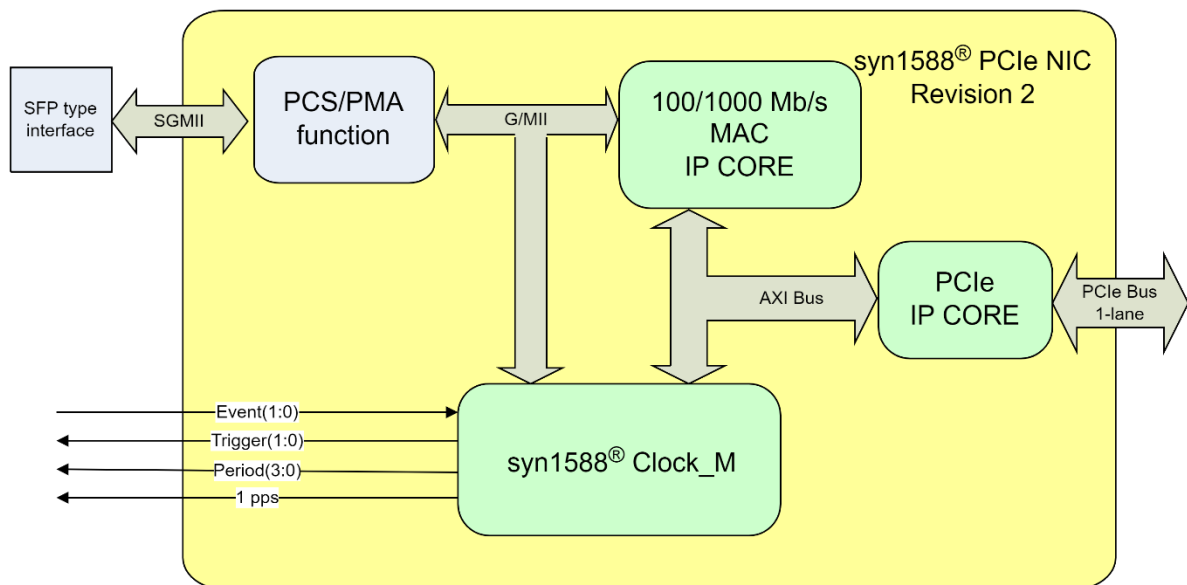 syn1588® PCIe NIC
Revision 2
SFP type
interface
SGMII
PCS/PMA
function
G/MII
100/1000 Mb/s
MAC
IP CORE
AXI Bus
PCIe
IP CORE
PCIe Bus
1-lane
Event(1:0)
Trigger(1:0)
Period(3:0)
1 pps
syn1588® Clock_M